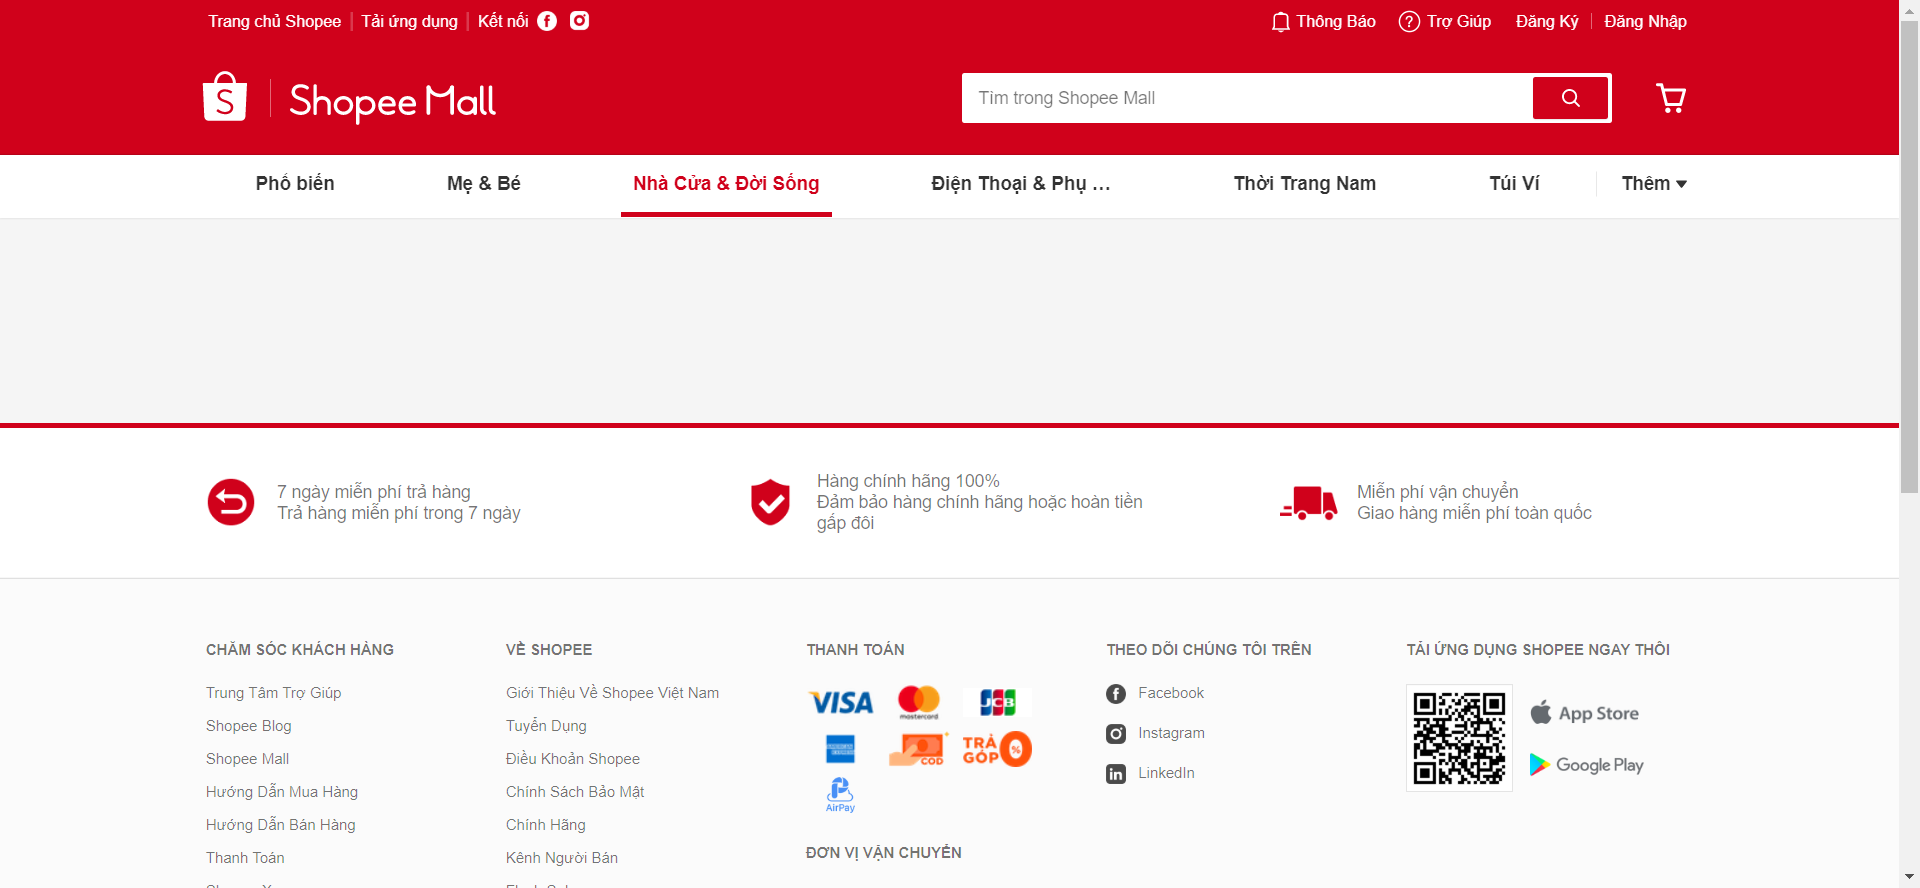 Trang chủ Shopee
Tải ứng dụng
Kết nối
Thông Báo
Trợ Giúp
Đăng Ký
Đăng Nhập
S
Shopee Mall
Tìm trong Shopee Mall
Phổ biến
Mẹ & Bé
Nhà Cửa & Đời Sống
Điện Thoại & Phụ ...
Thời Trang Nam
Túi Ví
Thêm
7 ngày miễn phí trả hàng
Trả hàng miễn phí trong 7 ngày
Hàng chính hãng 100%
Đảm bảo hàng chính hãng hoặc hoàn tiền
gấp đôi
Miễn phí vận chuyển
Giao hàng miễn phí toàn quốc
CHĂM SÓC KHÁCH HÀNG
Trung Tâm Trợ Giúp
Shopee Blog
Shopee Mall
Hướng Dẫn Mua Hàng
Hướng Dẫn Bán Hàng
Thanh Toán
VỀ SHOPEE
Giới Thiệu Về Shopee Việt Nam
Tuyển Dụng
Điều Khoản Shopee
Chính Sách Bảo Mật
Chính Hãng
Kênh Người Bán
THANH TOÁN
VISA
mastercard
JCB
AMERICAN EXPRESS
COD
TRẢ GÓP 0%
AirPay
ĐƠN VỊ VẬN CHUYỂN
THEO DÕI CHÚNG TÔI TRÊN
Facebook
Instagram
LinkedIn
TẢI ỨNG DỤNG SHOPEE NGAY THÔI
App Store
Google Play